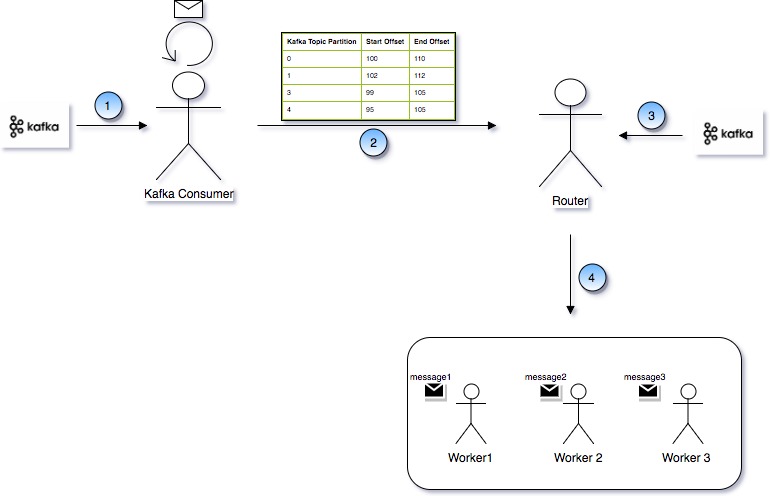 Kafka Topic Partition Start Offset End Offset
0 100 110
1 102 112
3 99 105
4 95 105
1
kafka
2
3
kafka
Kafka Consumer
Router
4
message1 message2 message3
Worker1 Worker 2 Worker 3